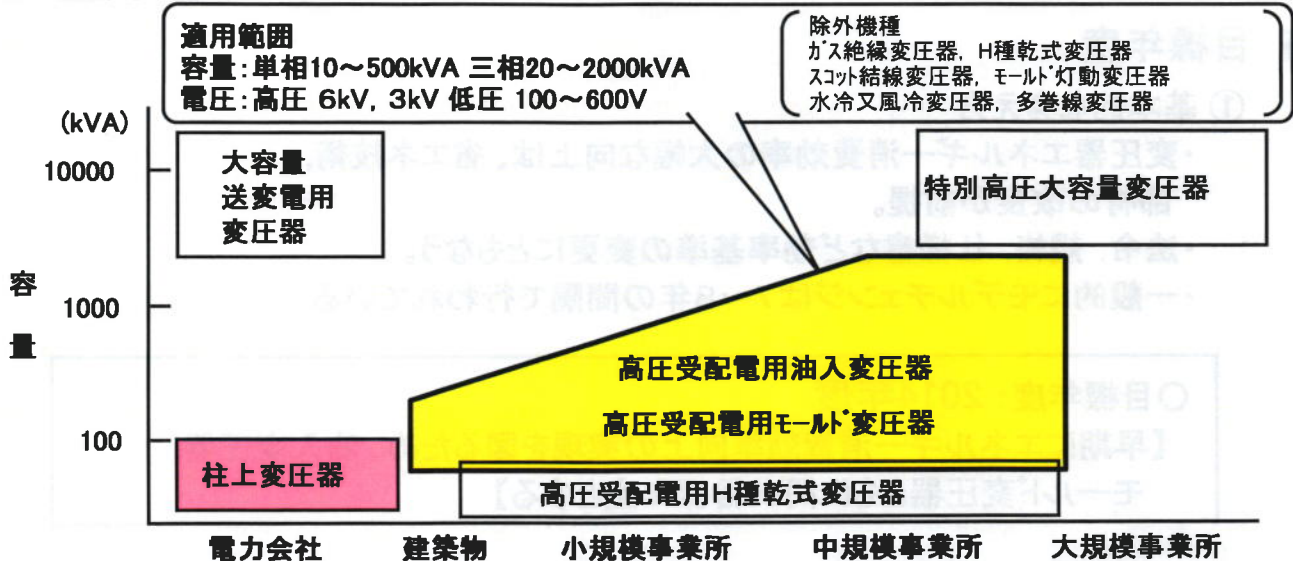 適用範囲
容量:単相10～500kVA 三相20～2000kVA
電圧:高圧 6kV, 3kV 低圧 100～600V
除外機種
ガス絶縁変圧器, H種乾式変圧器
スコット結線変圧器, モールド灯動変圧器
水冷又風冷変圧器, 多巻線変圧器
(kVA)
10000
1000
100
容量
大容量
送変電用
変圧器
特別高圧大容量変圧器
高圧受配電用油入変圧器
高圧受配電用モールド変圧器
柱上変圧器
高圧受配電用H種乾式変圧器
電力会社 建築物 小規模事業所 中規模事業所 大規模事業所